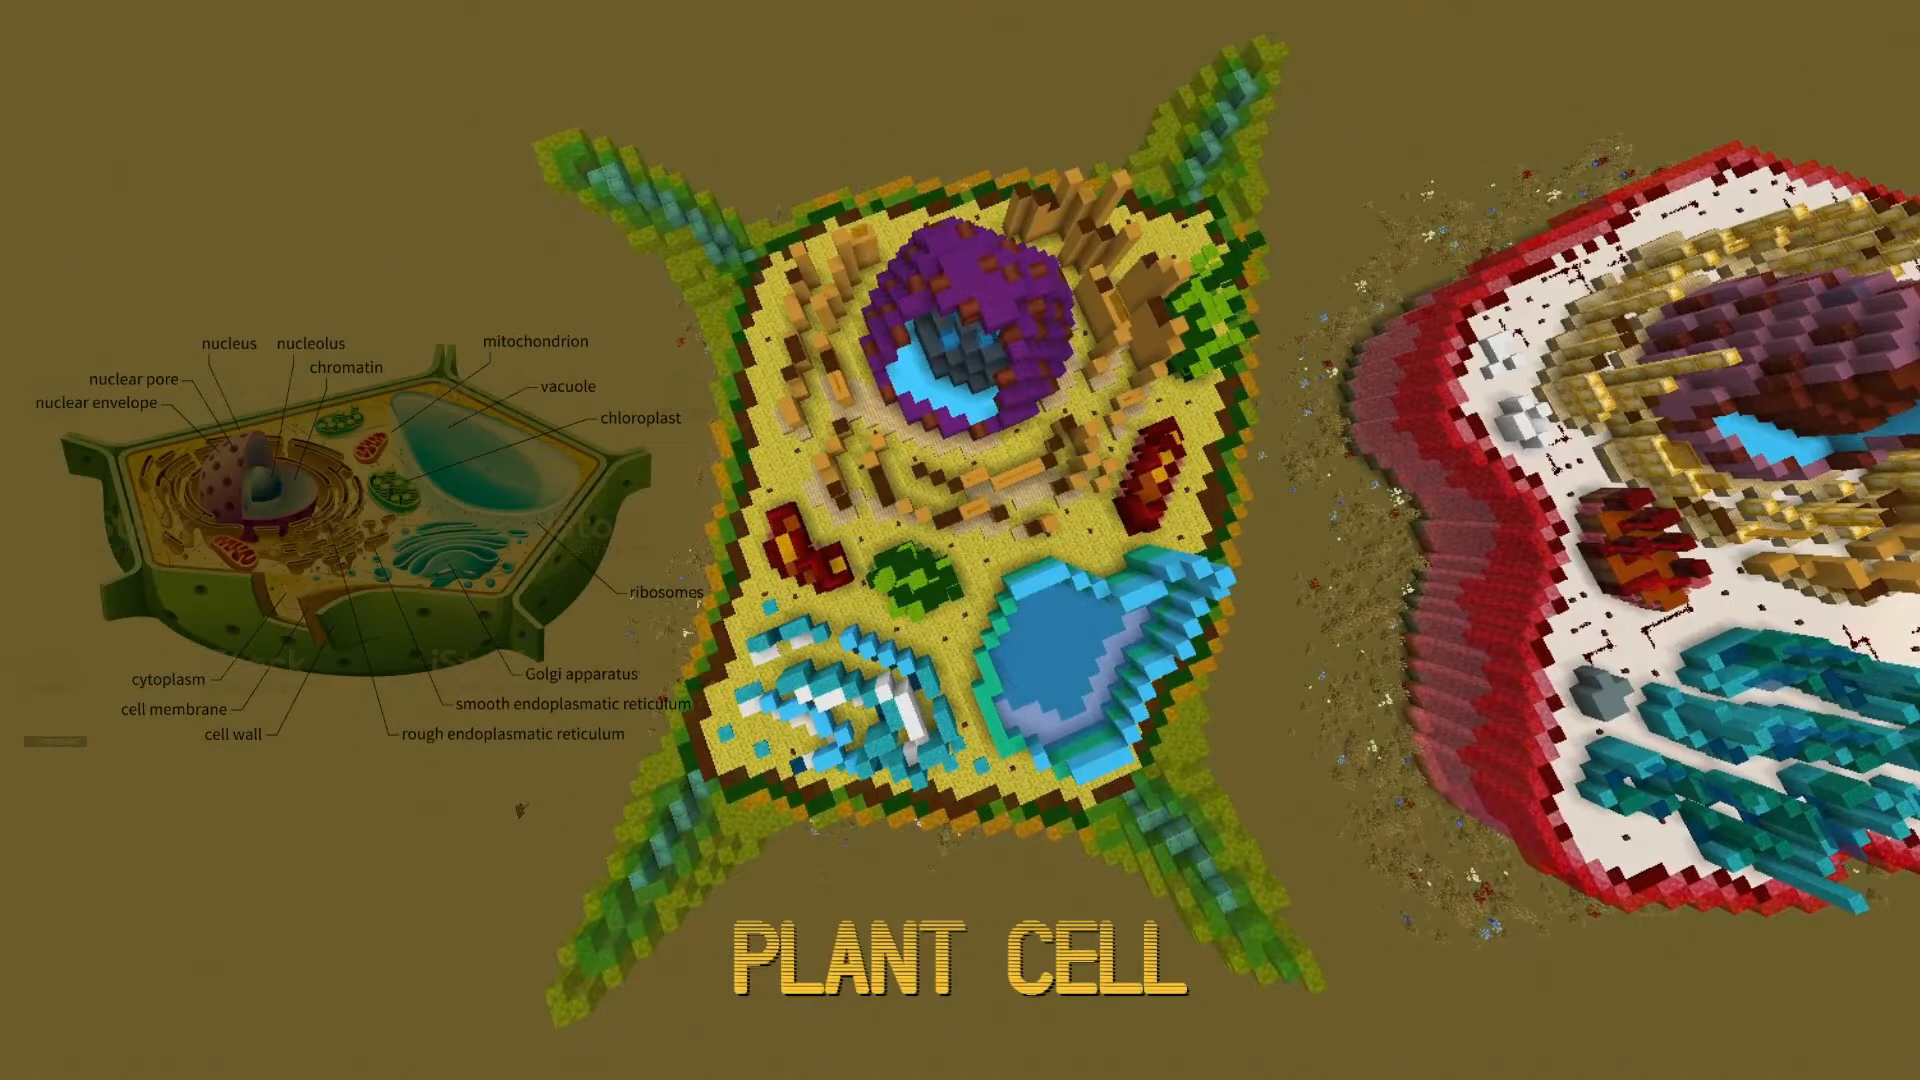 nucleus
nucleolus
mitochondrion
chromatin
nuclear pore
vacuole
nuclear envelope
chloroplast
ribosomes
Golgi apparatus
cytoplasm
smooth endoplasmatic reticulum
cell membrane
cell wall
rough endoplasmatic reticulum
PLANT CELL